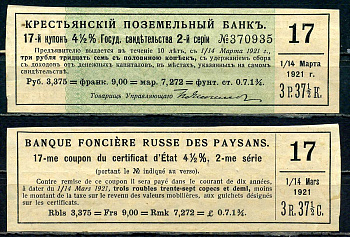 КРЕСТЬЯНСКІЙ ПОЗЕМЕЛЬНЫЙ БАНКЪ.
17-й купонъ 4½% Госуд. свидѣтельства 2-й серіи № 370935
Предъявителю выдается въ теченіе 10 лѣтъ, съ 1/14 Марта 1921 г.,
три рубля тридцать семь съ половиною копѣекъ, съ удержаніемъ сбора
съ доходовъ отъ денежныхъ капиталовъ, въ мѣстахъ, указанныхъ на самомъ
свидѣтельствѣ.
Руб. 3,375 = франк. 9,00 = мар. 7,272 = фунт. ст. 0.7.1¾.
Товарищъ Управляющаго
17
1/14 Марта
1921 г.
3 Р. 37½ К.
BANQUE FONCIÈRE RUSSE DES PAYSANS.
17-me coupon du certificat d'État 4½%, 2-me série
(portant le № indiqué au verso).
Contre remise de ce coupon il sera payé dans le courant de dix années,
à dater du 1/14 Mars 1921, trois roubles trente-sept copecs et demi, moins
le montant de la taxe sur le revenu des valeurs mobilières, aux guichets désignés
sur le certificat.
Rbls 3,375 = Frs 9,00 = Rmk 7,272 = £ 0.7.1¾.
17
1/14 Mars
1921
3 R. 37½ C.